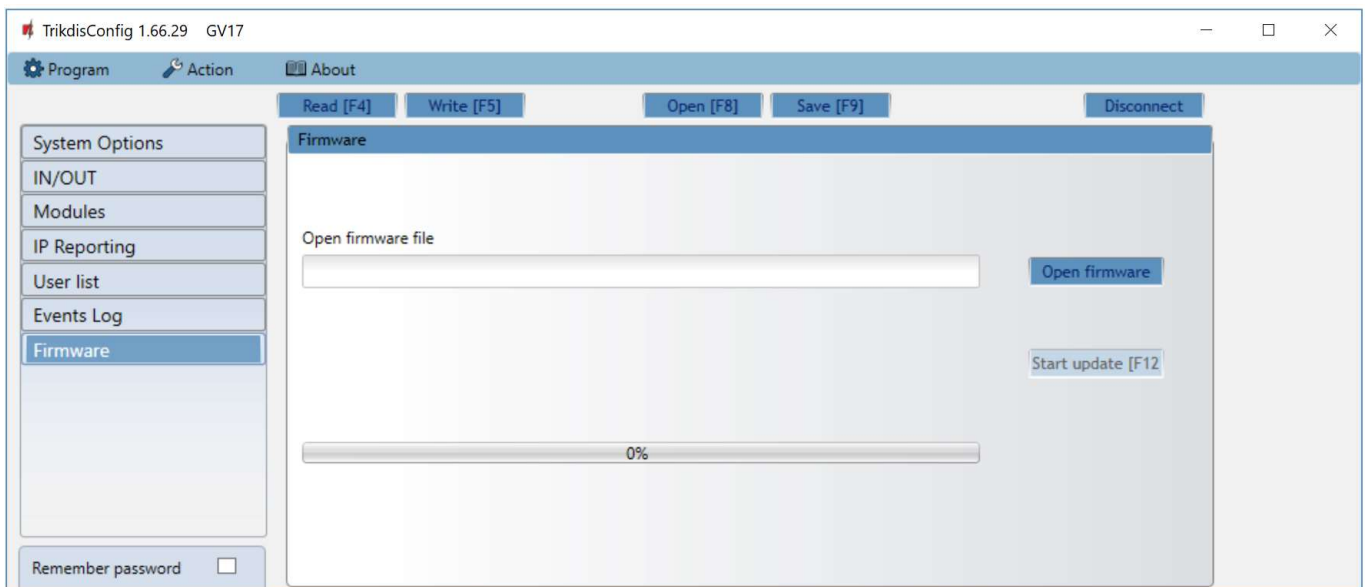 TrikdisConfig 1.66.29 GV17
Program Action About
Read [F4] Write [F5] Open [F8] Save [F9] Disconnect
System Options
IN/OUT
Modules
IP Reporting
User list
Events Log
Firmware
Remember password
Firmware
Open firmware file
Open firmware
Start update [F12
0%